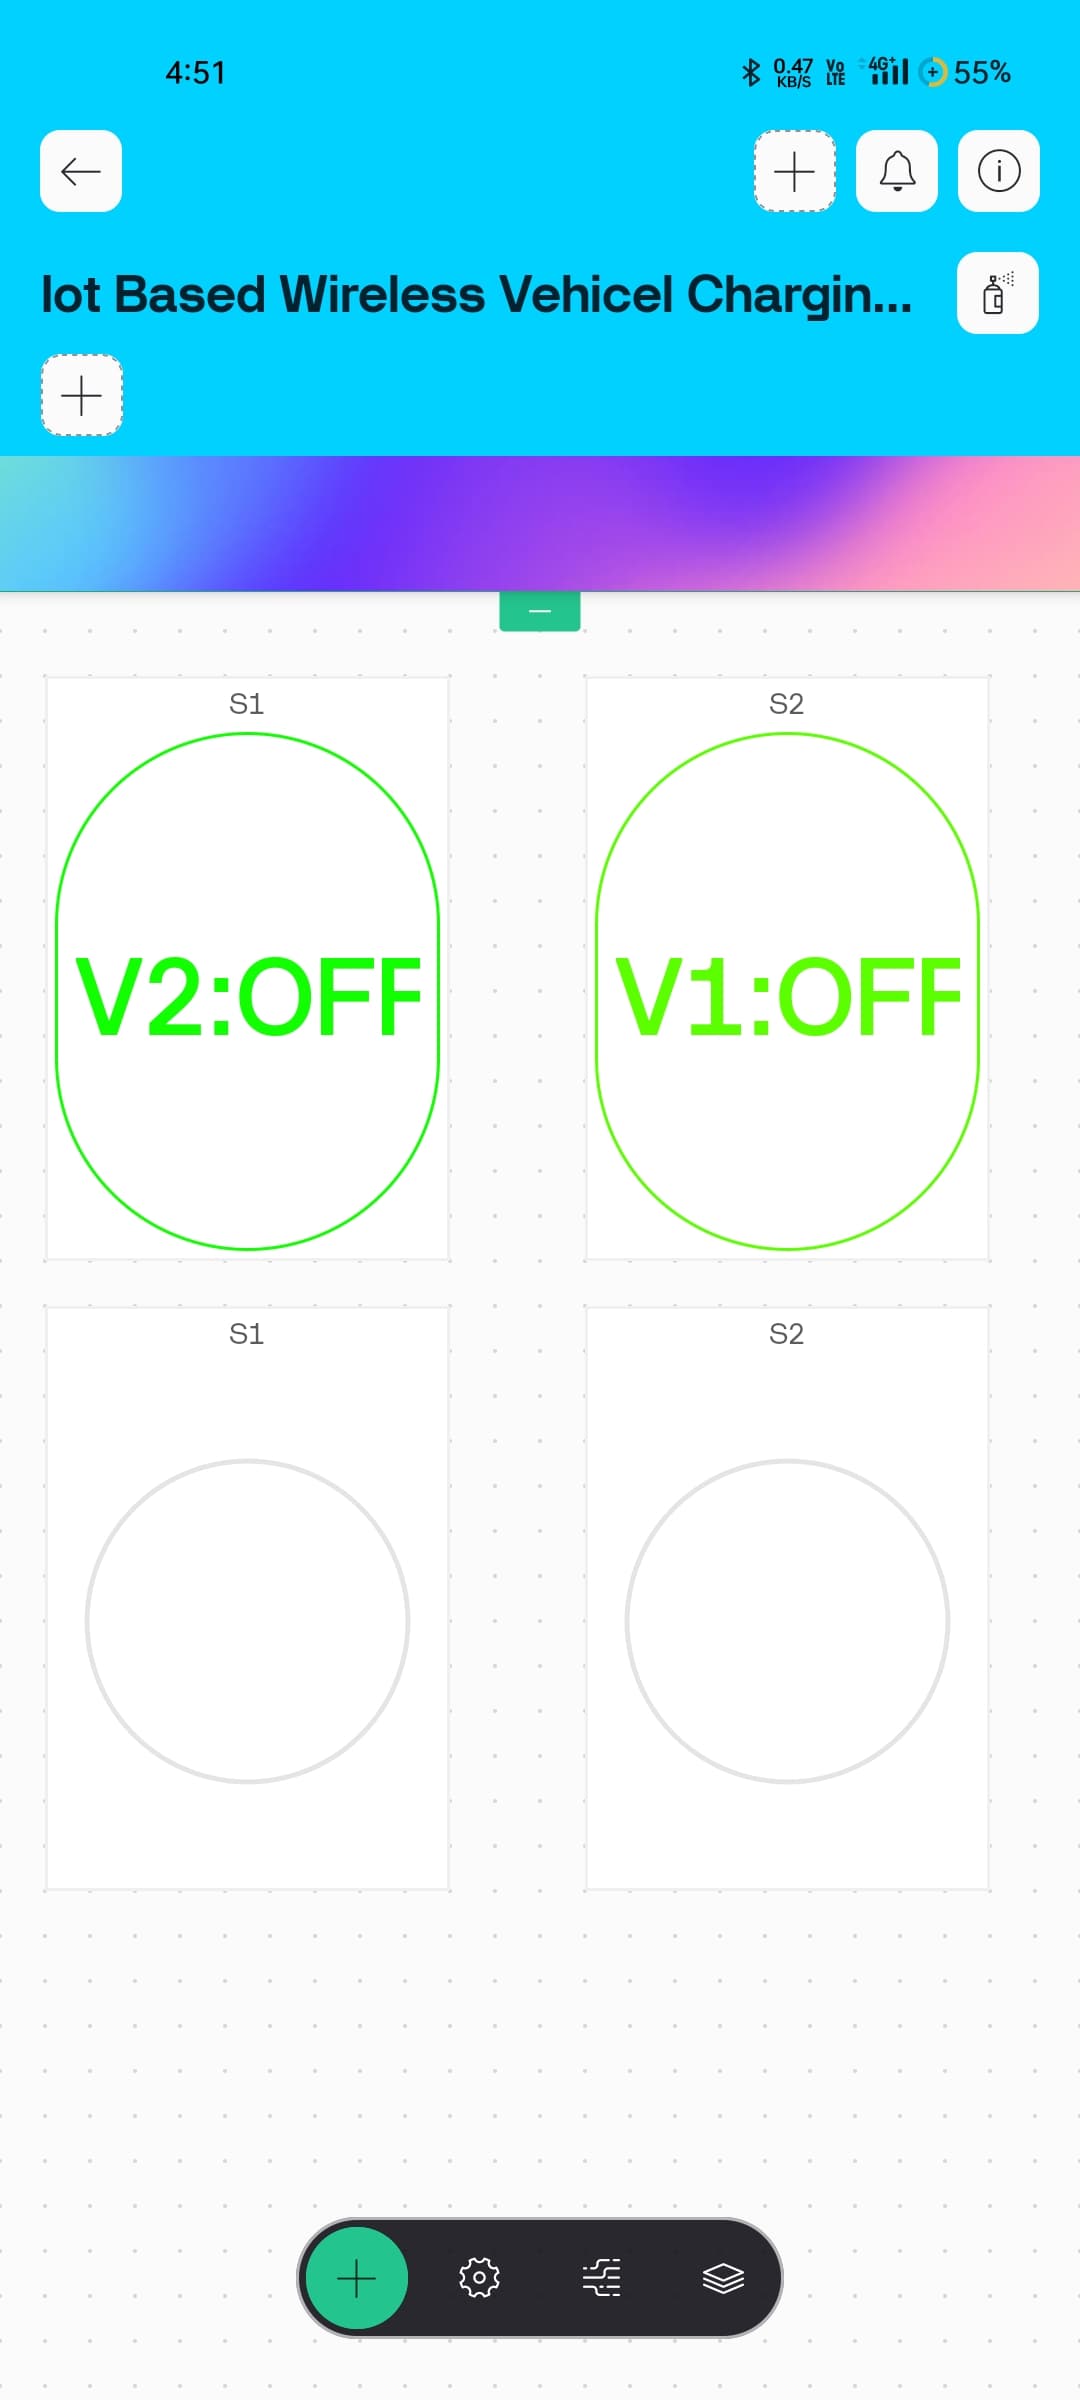 4:51
0.47 KB/S Vo LTE 4G+ 55%
Iot Based Wireless Vehicel Chargin...
S1
S2
V2:OFF
V1:OFF
S1
S2